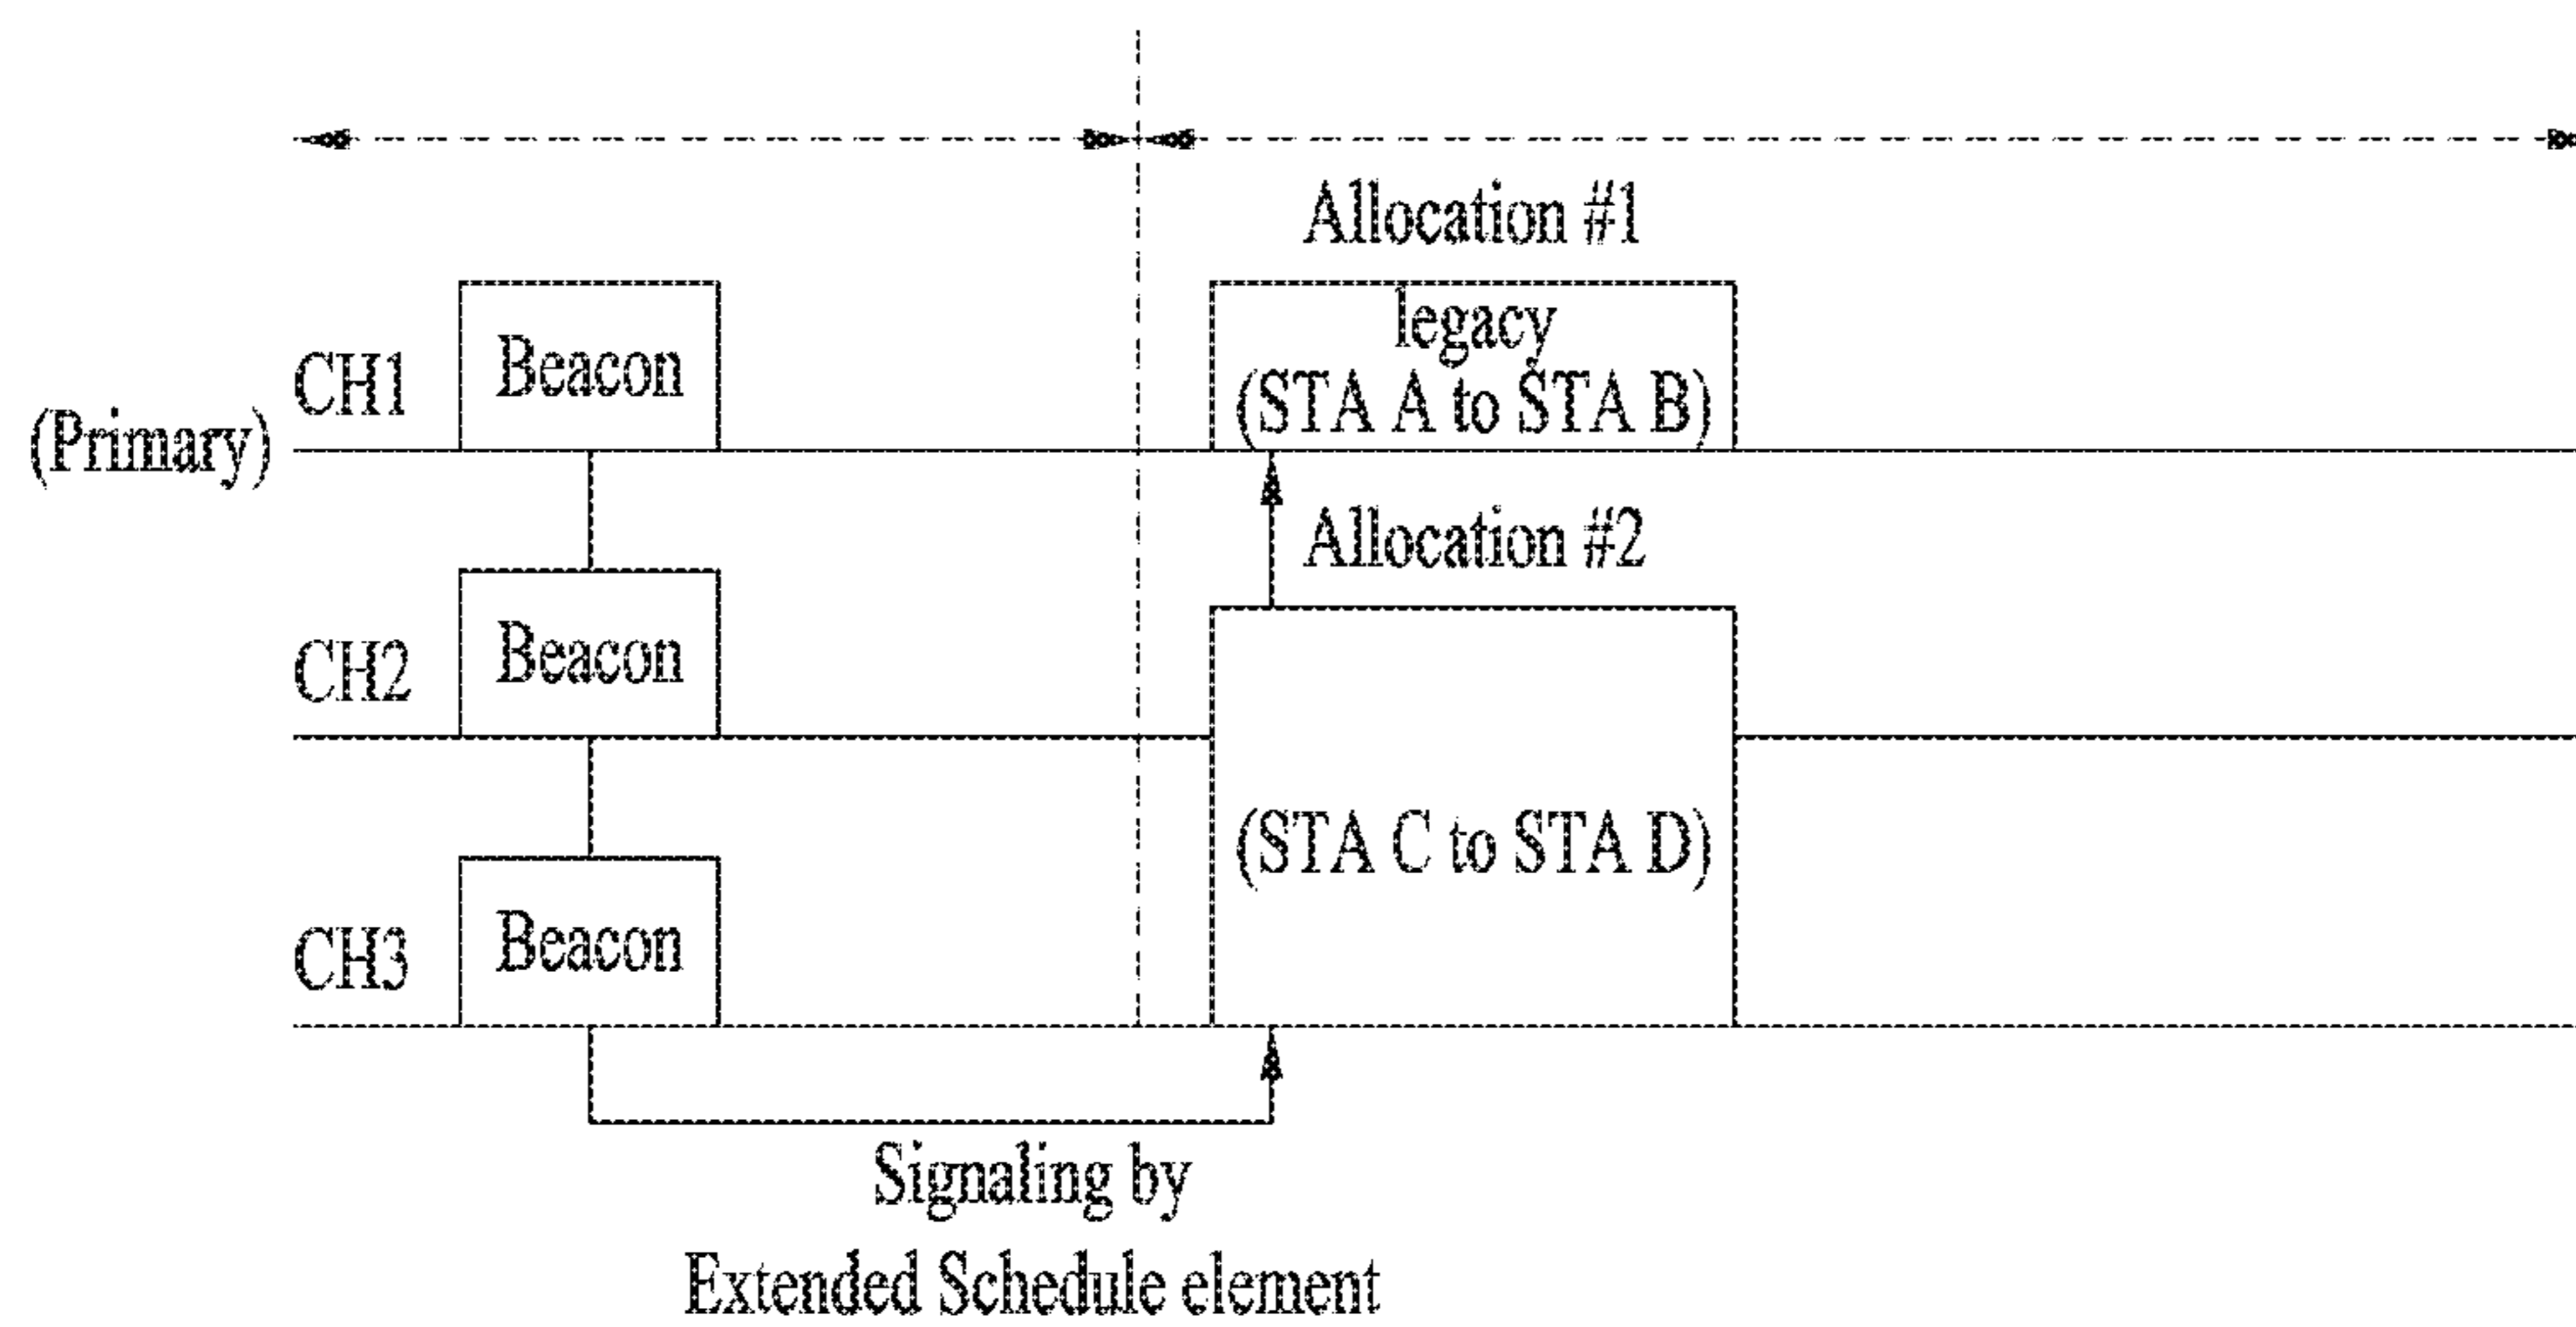 Allocation #1
legacy
(STA A to STA B)
CH1
Beacon
(Primary)
Allocation #2
CH2
Beacon
(STA C to STA D)
CH3
Beacon
Signaling by
Extended Schedule element